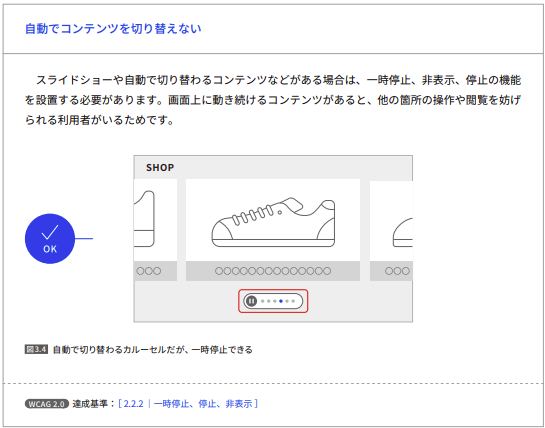 自動でコンテンツを切り替えない
スライドショーや自動で切り替わるコンテンツなどがある場合は、一時停止、非表示、停止の機能
を設置する必要があります。画面上に動き続けるコンテンツがあると、他の箇所の操作や閲覧を妨げ
られる利用者がいるためです。
SHOP
OK
○○○ ○○○○○○○○○○○○○○ ○○○
図3.4 自動で切り替わるカルーセルだが、一時停止できる
WCAG 2.0 達成基準：［ 2.2.2 ｜一時停止、停止、非表示 ］